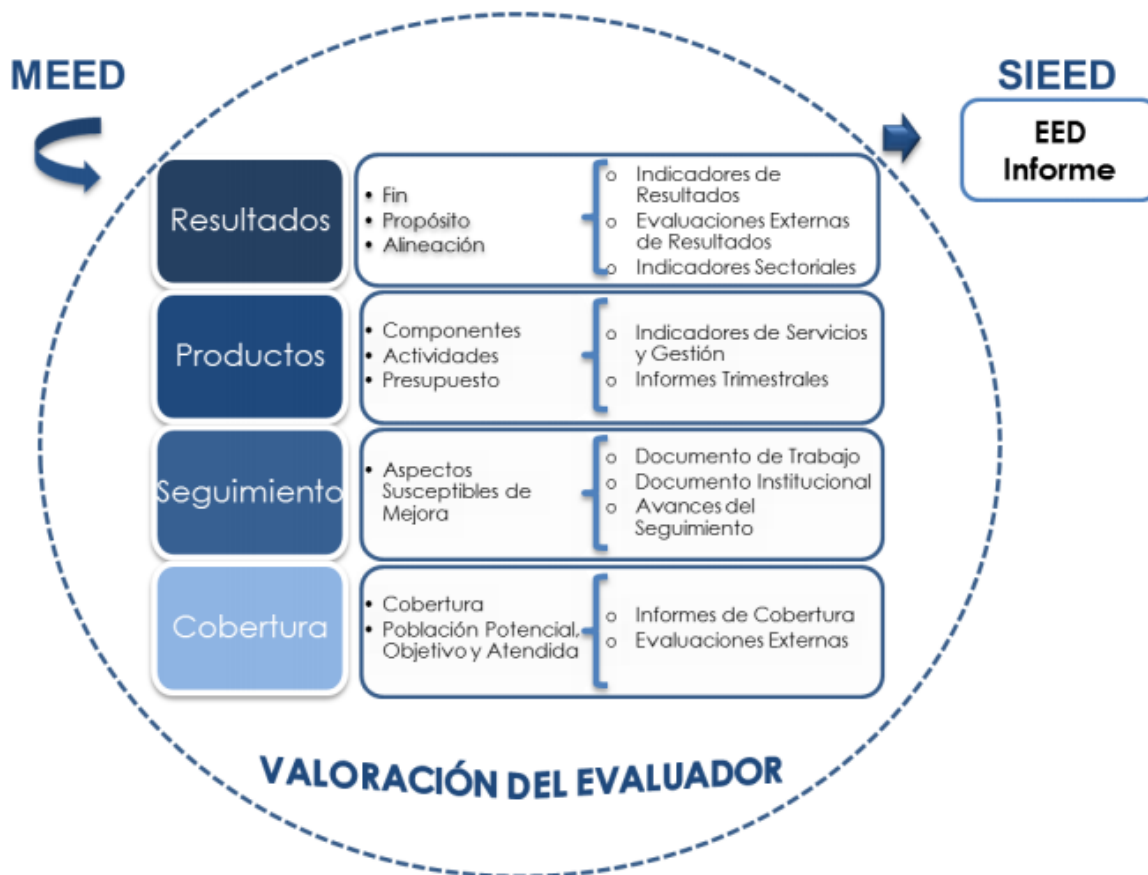 MEED
SIEED
EED
Informe
Resultados
• Fin
• Propósito
• Alineación
o Indicadores de
Resultados
o Evaluaciones Externas
de Resultados
o Indicadores Sectoriales
Productos
• Componentes
• Actividades
• Presupuesto
o Indicadores de Servicios
y Gestión
o Informes Trimestrales
Seguimiento
• Aspectos
Susceptibles de
Mejora
o Documento de Trabajo
o Documento Institucional
o Avances del
Seguimiento
Cobertura
• Cobertura
• Población Potencial,
Objetivo y Atendida
o Informes de Cobertura
o Evaluaciones Externas
VALORACIÓN DEL EVALUADOR